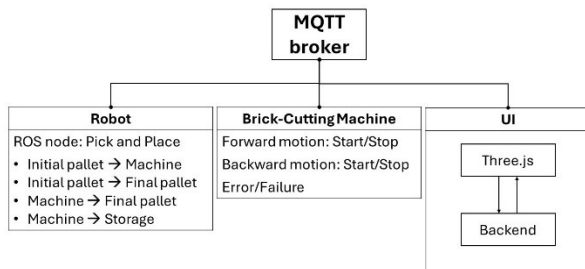 MQTT
broker
Robot
ROS node: Pick and Place
• Initial pallet → Machine
• Initial pallet → Final pallet
• Machine → Final pallet
• Machine → Storage
Brick-Cutting Machine
Forward motion: Start/Stop
Backward motion: Start/Stop
Error/Failure
UI
Three.js
Backend